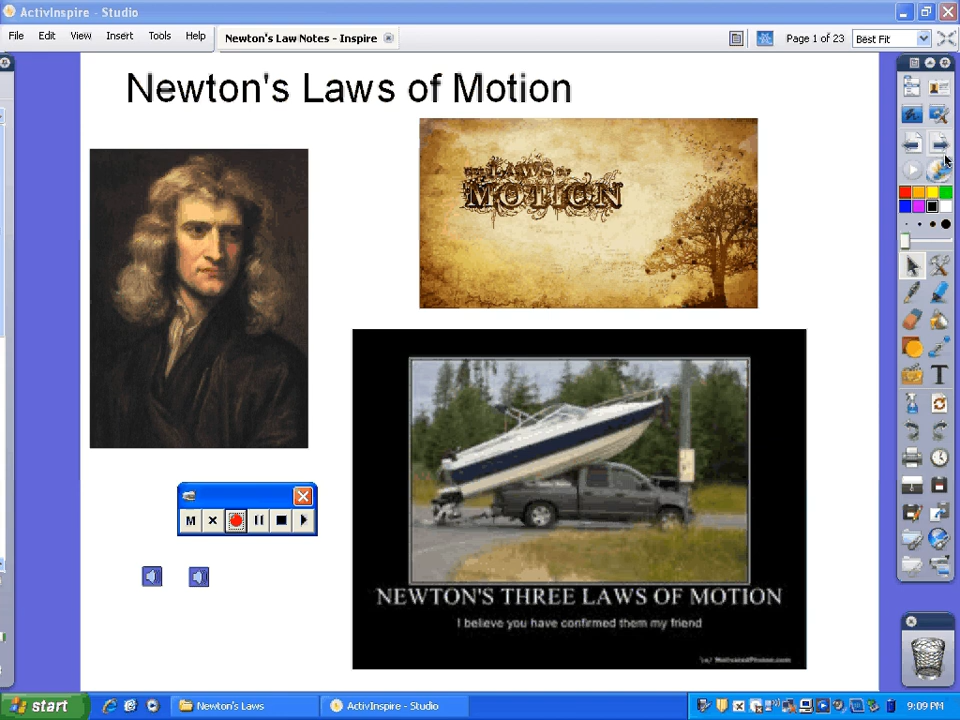 ActivInspire - Studio
File Edit View Insert Tools Help
Newton's Law Notes - Inspire
Page 1 of 23
Best Fit
Newton's Laws of Motion
THE LAWS OF
MOTION
M
NEWTON'S THREE LAWS OF MOTION
I believe you have confirmed them my friend
MotivatedPhotos.com
T
start
Newton's Laws
ActivInspire - Studio
9:09 PM